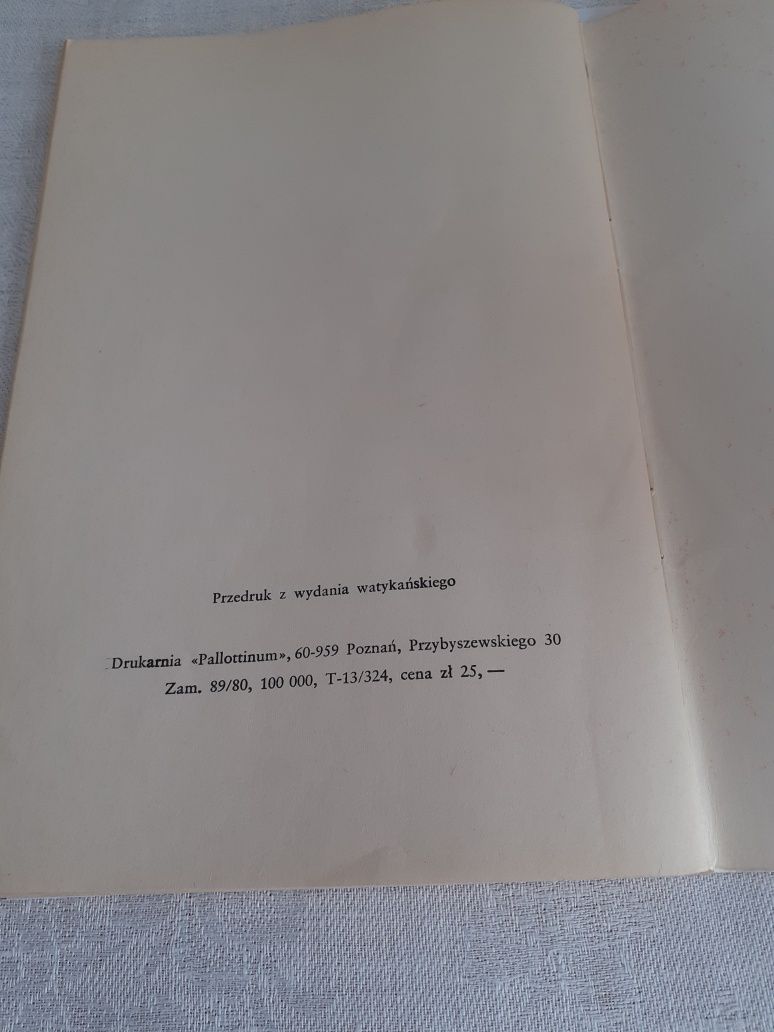 Przedruk z wydania watykańskiego
Drukarnia «Pallottinum», 60-959 Poznań, Przybyszewskiego 30
Zam. 89/80, 100 000, T-13/324, cena zł 25, —